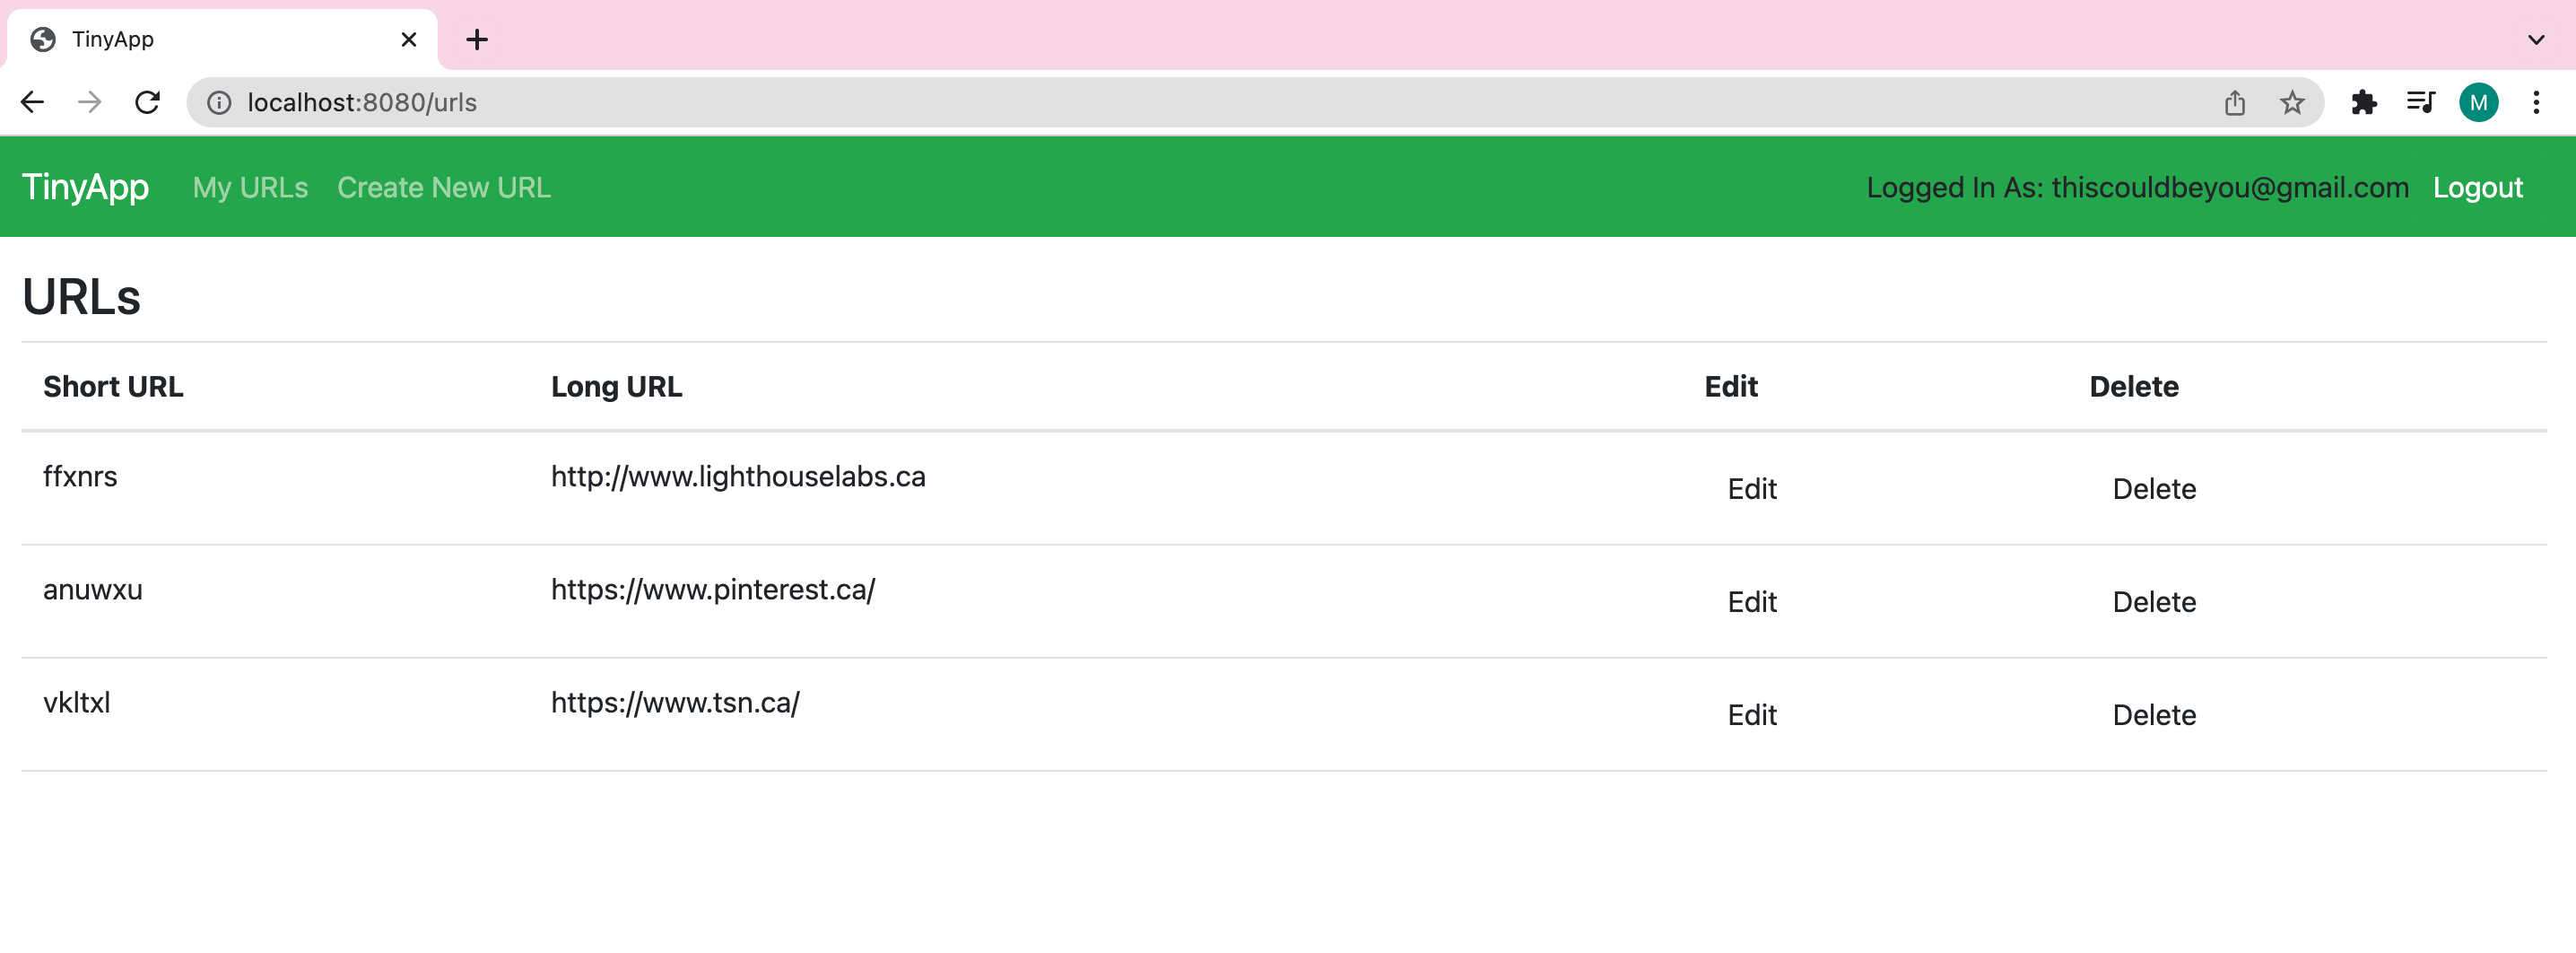 TinyApp
localhost:8080/urls
M
TinyApp My URLs Create New URL Logged In As: thiscouldbeyou@gmail.com Logout
URLs
Short URL Long URL Edit Delete
ffxnrs http://www.lighthouselabs.ca Edit Delete
anuwxu https://www.pinterest.ca/ Edit Delete
vkltxl https://www.tsn.ca/ Edit Delete